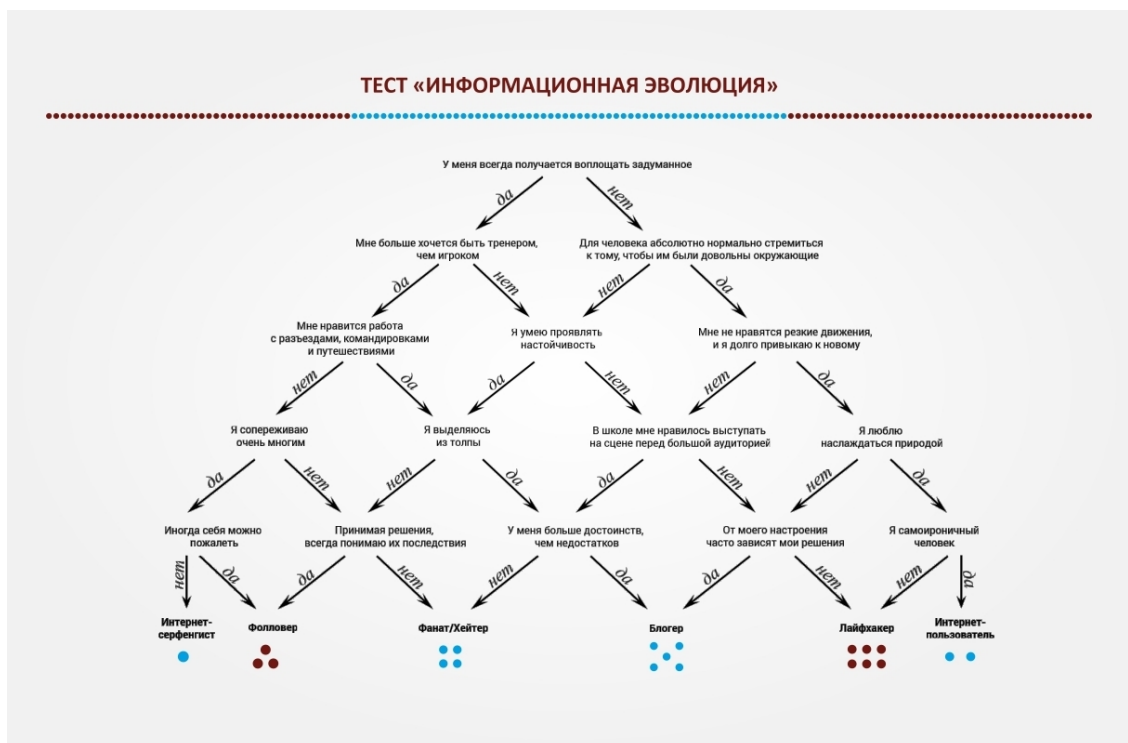 ТЕСТ «ИНФОРМАЦИОННАЯ ЭВОЛЮЦИЯ»
У меня всегда получается воплощать задуманное
да
нет
Мне больше хочется быть тренером,
чем игроком
Для человека абсолютно нормально стремиться
к тому, чтобы им были довольны окружающие
да
нет
нет
да
Мне нравится работа
с разъездами, командировками
и путешествиями
Я умею проявлять
настойчивость
Мне не нравятся резкие движения,
и я долго привыкаю к новому
нет
да
да
нет
нет
да
Я сопереживаю
очень многим
Я выделяюсь
из толпы
В школе мне нравилось выступать
на сцене перед большой аудиторией
Я люблю
наслаждаться природой
да
нет
нет
да
да
нет
нет
да
Иногда себя можно
пожалеть
Принимая решения,
всегда понимаю их последствия
У меня больше достоинств,
чем недостатков
От моего настроения
часто зависят мои решения
Я самоироничный
человек
нет
да
да
нет
нет
да
да
нет
нет
да
Интернет-
серфенгист
Фолловер
Фанат/Хейтер
Блогер
Лайфхакер
Интернет-
пользователь